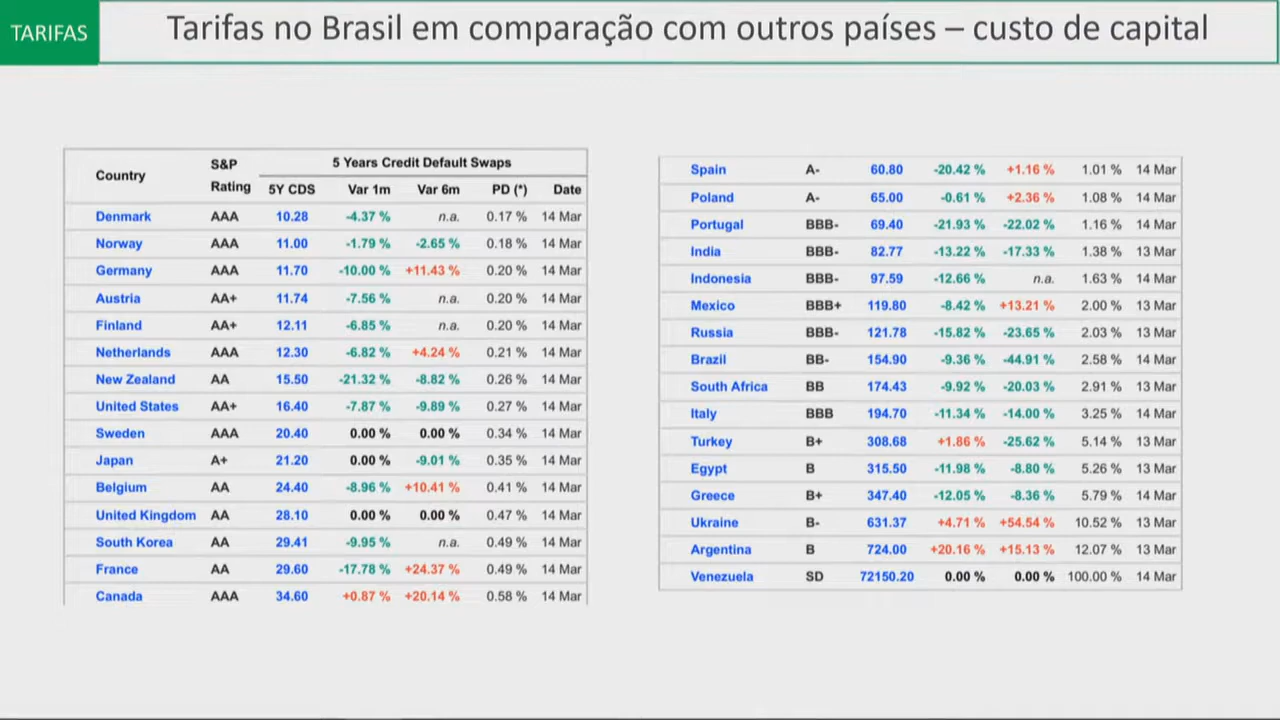 TARIFAS
Tarifas no Brasil em comparação com outros países – custo de capital
Country S&P Rating 5 Years Credit Default Swaps
5Y CDS Var 1m Var 6m PD (*) Date
Denmark AAA 10.28 -4.37 % n.a. 0.17 % 14 Mar
Norway AAA 11.00 -1.79 % -2.65 % 0.18 % 14 Mar
Germany AAA 11.70 -10.00 % +11.43 % 0.20 % 14 Mar
Austria AA+ 11.74 -7.56 % n.a. 0.20 % 14 Mar
Finland AA+ 12.11 -6.85 % n.a. 0.20 % 14 Mar
Netherlands AAA 12.30 -6.82 % +4.24 % 0.21 % 14 Mar
New Zealand AA 15.50 -21.32 % -8.82 % 0.26 % 14 Mar
United States AA+ 16.40 -7.87 % -9.89 % 0.27 % 14 Mar
Sweden AAA 20.40 0.00 % 0.00 % 0.34 % 14 Mar
Japan A+ 21.20 0.00 % -9.01 % 0.35 % 14 Mar
Belgium AA 24.40 -8.96 % +10.41 % 0.41 % 14 Mar
United Kingdom AA 28.10 0.00 % 0.00 % 0.47 % 14 Mar
South Korea AA 29.41 -9.95 % n.a. 0.49 % 14 Mar
France AA 29.60 -17.78 % +24.37 % 0.49 % 14 Mar
Canada AAA 34.60 +0.87 % +20.14 % 0.58 % 14 Mar
Spain A- 60.80 -20.42 % +1.16 % 1.01 % 14 Mar
Poland A- 65.00 -0.61 % +2.36 % 1.08 % 14 Mar
Portugal BBB- 69.40 -21.93 % -22.02 % 1.16 % 14 Mar
India BBB- 82.77 -13.22 % -17.33 % 1.38 % 13 Mar
Indonesia BBB- 97.59 -12.66 % n.a. 1.63 % 14 Mar
Mexico BBB+ 119.80 -8.42 % +13.21 % 2.00 % 13 Mar
Russia BBB- 121.78 -15.82 % -23.65 % 2.03 % 13 Mar
Brazil BB- 154.90 -9.36 % -44.91 % 2.58 % 14 Mar
South Africa BB 174.43 -9.92 % -20.03 % 2.91 % 13 Mar
Italy BBB 194.70 -11.34 % -14.00 % 3.25 % 14 Mar
Turkey B+ 308.68 +1.86 % -25.62 % 5.14 % 13 Mar
Egypt B 315.50 -11.98 % -8.80 % 5.26 % 13 Mar
Greece B+ 347.40 -12.05 % -8.36 % 5.79 % 14 Mar
Ukraine B- 631.37 +4.71 % +54.54 % 10.52 % 13 Mar
Argentina B 724.00 +20.16 % +15.13 % 12.07 % 13 Mar
Venezuela SD 72150.20 0.00 % 0.00 % 100.00 % 14 Mar